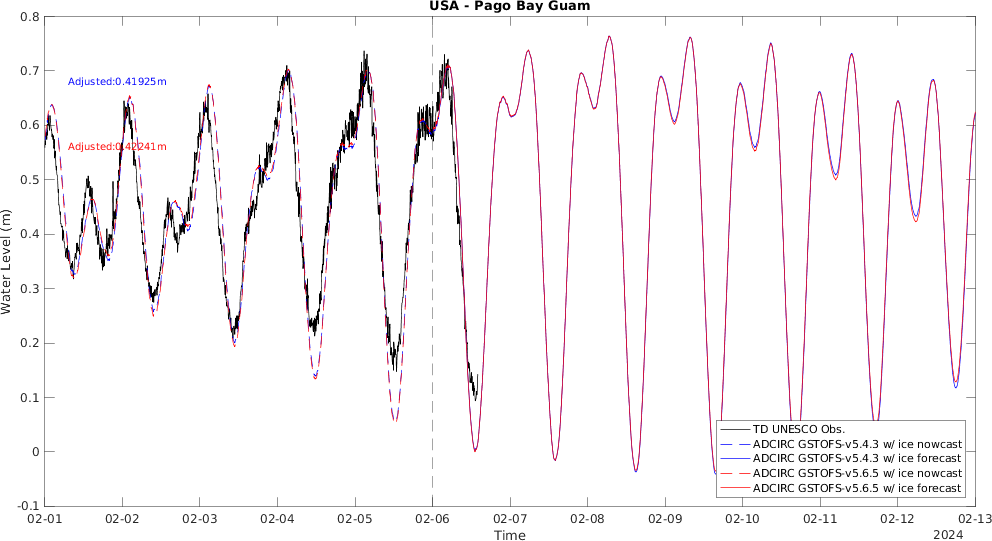 USA - Pago Bay Guam
0.8
0.7
0.6
0.5
0.4
0.3
0.2
0.1
0
-0.1
Water Level (m)
Adjusted:0.41925m
Adjusted:0.42241m
TD UNESCO Obs.
ADCIRC GSTOFS-v5.4.3 w/ ice nowcast
ADCIRC GSTOFS-v5.4.3 w/ ice forecast
ADCIRC GSTOFS-v5.6.5 w/ ice nowcast
ADCIRC GSTOFS-v5.6.5 w/ ice forecast
02-01 02-02 02-03 02-04 02-05 02-06 02-07 02-08 02-09 02-10 02-11 02-12 02-13
Time
2024